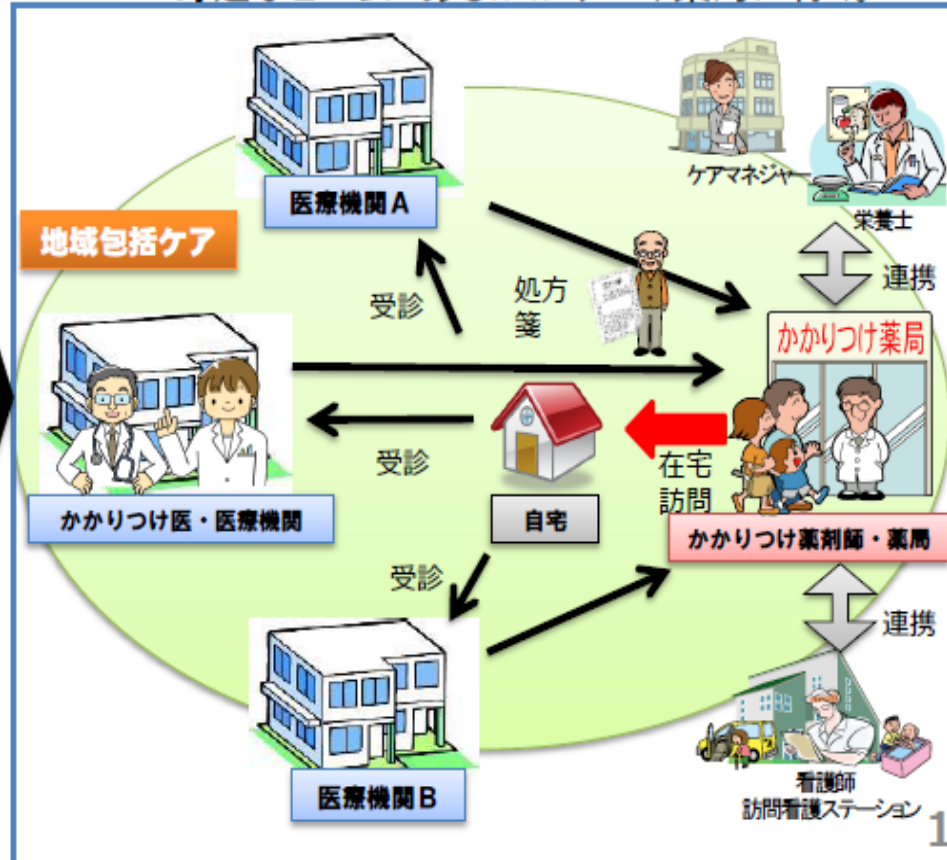 医療機関A
ケアマネジャー
栄養士
地域包括ケア
受診
処方
箋
連携
かかりつけ薬局
受診
在宅
訪問
かかりつけ医・医療機関
自宅
かかりつけ薬剤師・薬局
受診
連携
医療機関B
看護師
訪問看護ステーション
1